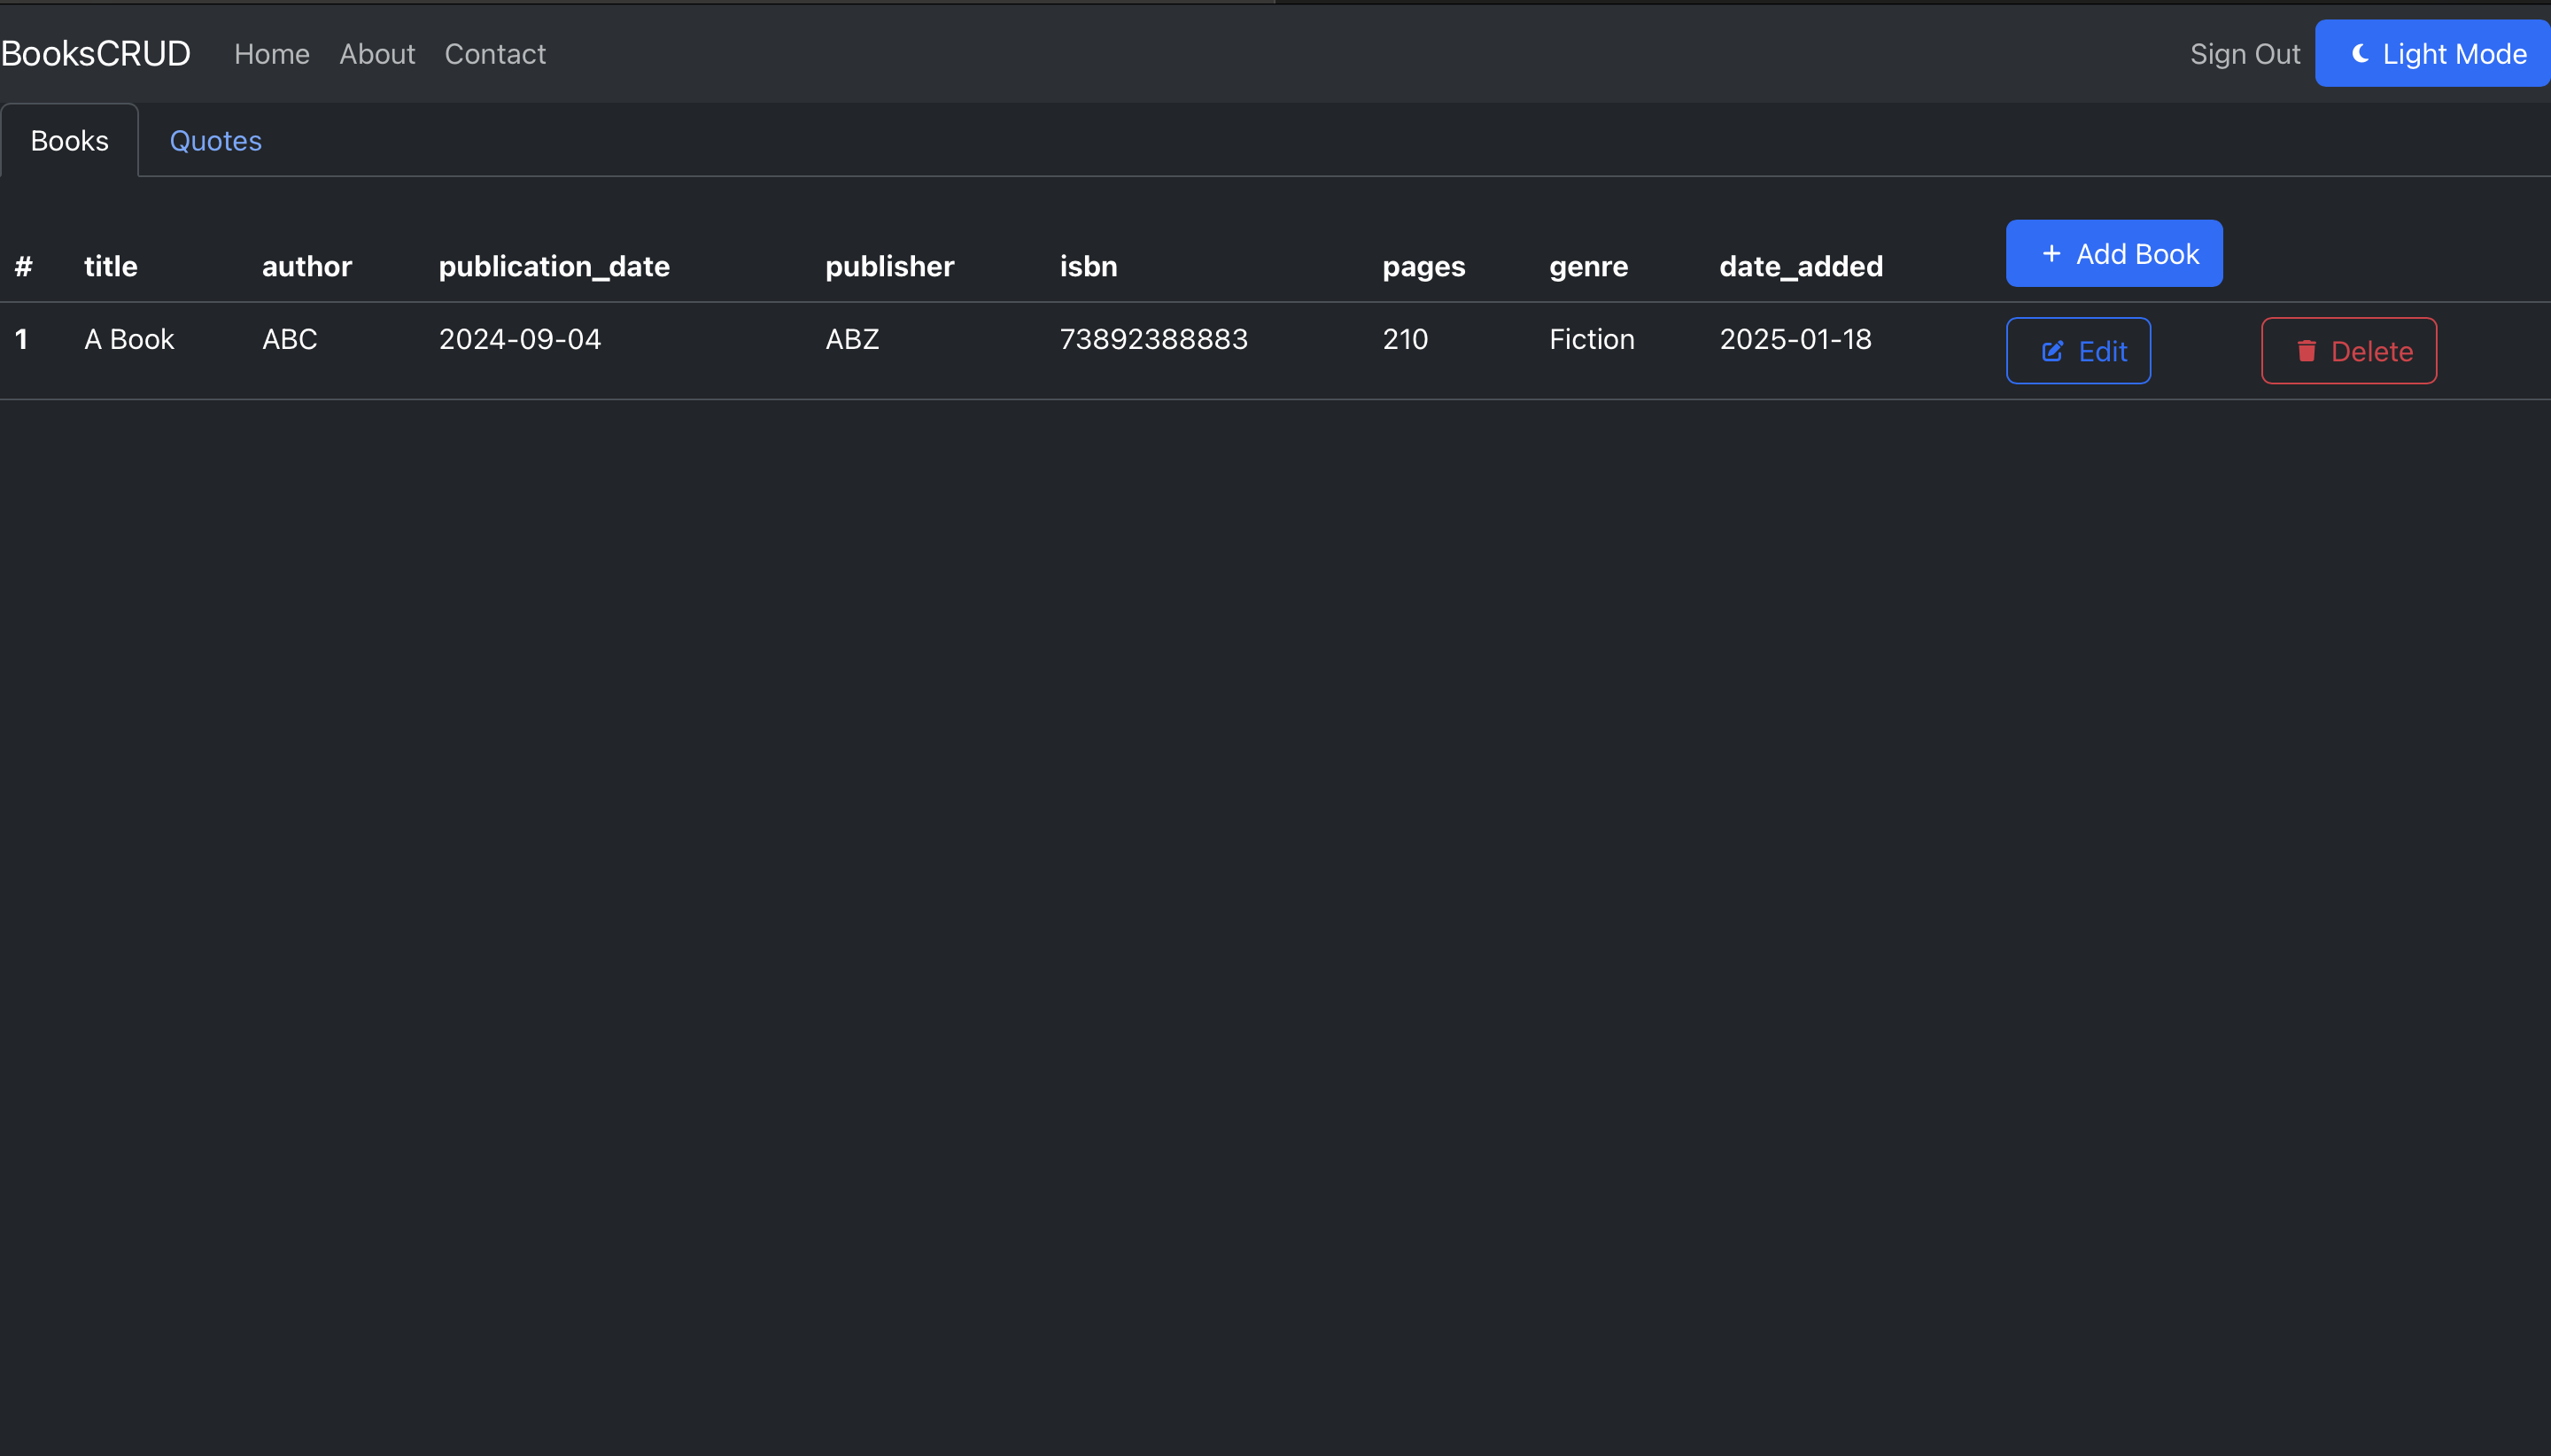 BooksCRUD Home About Contact Sign Out Light Mode
Books Quotes
# title author publication_date publisher isbn pages genre date_added + Add Book
1 A Book ABC 2024-09-04 ABZ 73892388883 210 Fiction 2025-01-18 Edit Delete